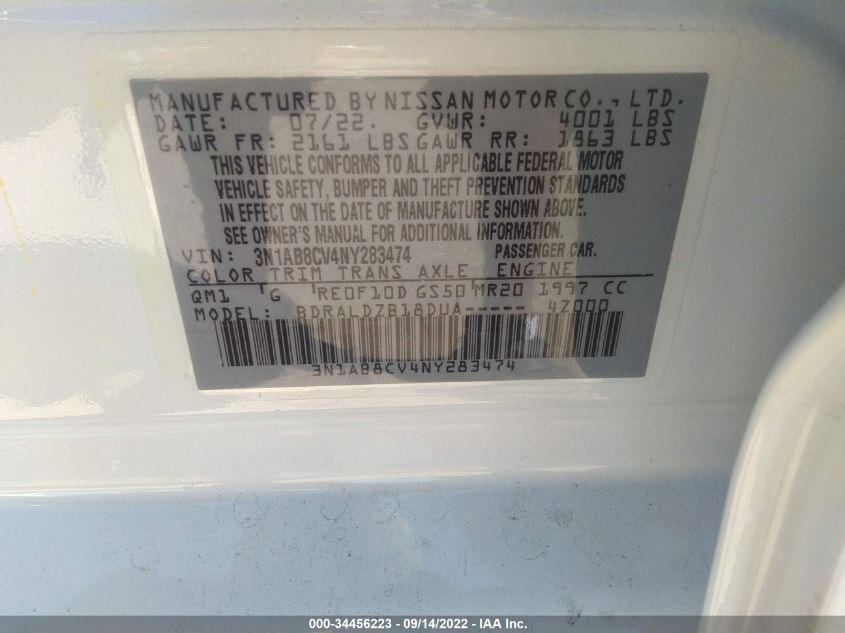 MANUFACTURED BY NISSAN MOTOR CO., LTD.
DATE: 07/22. GVWR: 4001 LBS
GAWR FR: 2161 LBS GAWR RR: 1863 LBS
THIS VEHICLE CONFORMS TO ALL APPLICABLE FEDERAL MOTOR
VEHICLE SAFETY, BUMPER AND THEFT PREVENTION STANDARDS
IN EFFECT ON THE DATE OF MANUFACTURE SHOWN ABOVE.
SEE OWNER'S MANUAL FOR ADDITIONAL INFORMATION.
VIN: 3N1AB8CV4NY283474 PASSENGER CAR.
COLOR TRIM TRANS AXLE ENGINE
QM1 G RE0F10D GS50 MR20 1997 CC
MODEL: BDRALDZB18DUA----- 47000
3N1AB8CV4NY283474
000-34456223 - 09/14/2022 - IAA Inc.